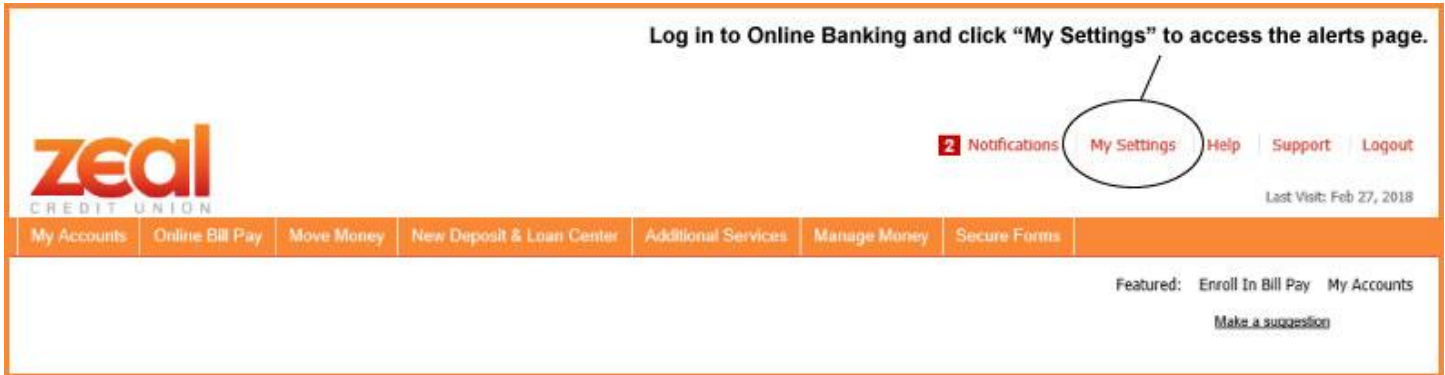 Log in to Online Banking and click “My Settings” to access the alerts page.
zeal
CREDIT UNION
2 Notifications My Settings Help Support Logout
Last Visit: Feb 27, 2018
My Accounts Online Bill Pay Move Money New Deposit & Loan Center Additional Services Manage Money Secure Forms
Featured: Enroll In Bill Pay My Accounts
Make a suggestion